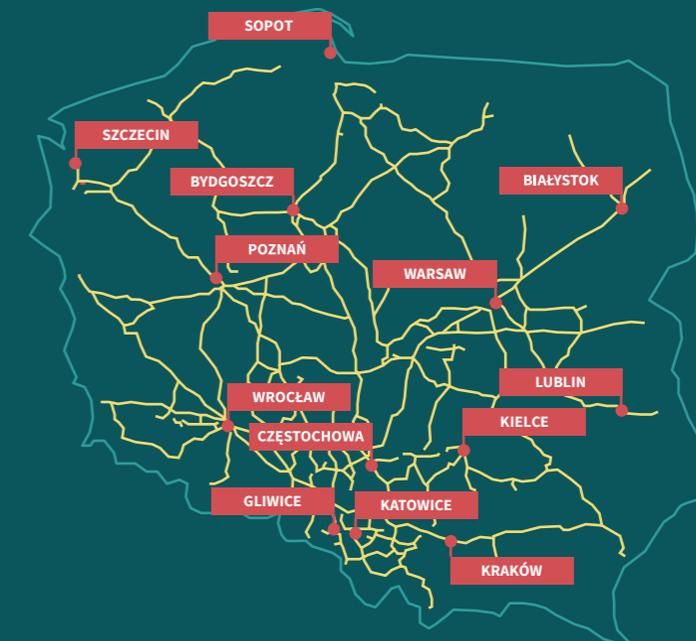 SOPOT
SZCZECIN
BYDGOSZCZ
BIAŁYSTOK
POZNAŃ
WARSAW
LUBLIN
WROCŁAW
KIELCE
CZĘSTOCHOWA
GLIWICE
KATOWICE
KRAKÓW